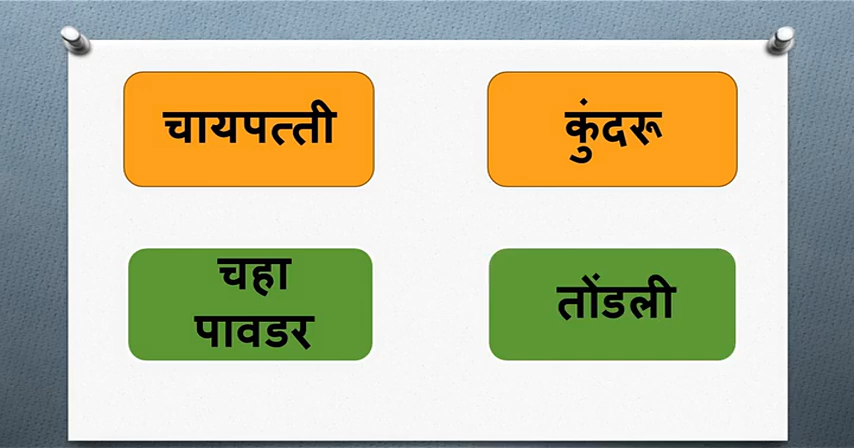 चायपत्ती
कुंदरू
चहा
पावडर
तोंडली